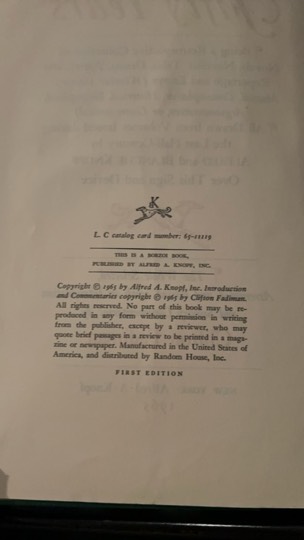 K
L. C catalog card number: 65-11119
THIS IS A BORZOI BOOK,
PUBLISHED BY ALFRED A. KNOPF, INC.
Copyright © 1965 by Alfred A. Knopf, Inc. Introduction
and Commentaries copyright © 1965 by Clifton Fadiman.
All rights reserved. No part of this book may be re-
produced in any form without permission in writing
from the publisher, except by a reviewer, who may
quote brief passages in a review to be printed in a maga-
zine or newspaper. Manufactured in the United States of
America, and distributed by Random House, Inc.
FIRST EDITION